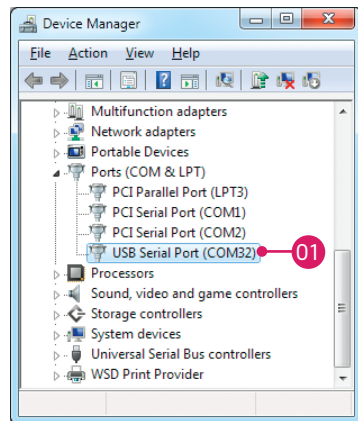 Device Manager
File Action View Help
Multifunction adapters
Network adapters
Portable Devices
Ports (COM & LPT)
PCI Parallel Port (LPT3)
PCI Serial Port (COM1)
PCI Serial Port (COM2)
USB Serial Port (COM32)
01
Processors
Sound, video and game controllers
Storage controllers
System devices
Universal Serial Bus controllers
WSD Print Provider